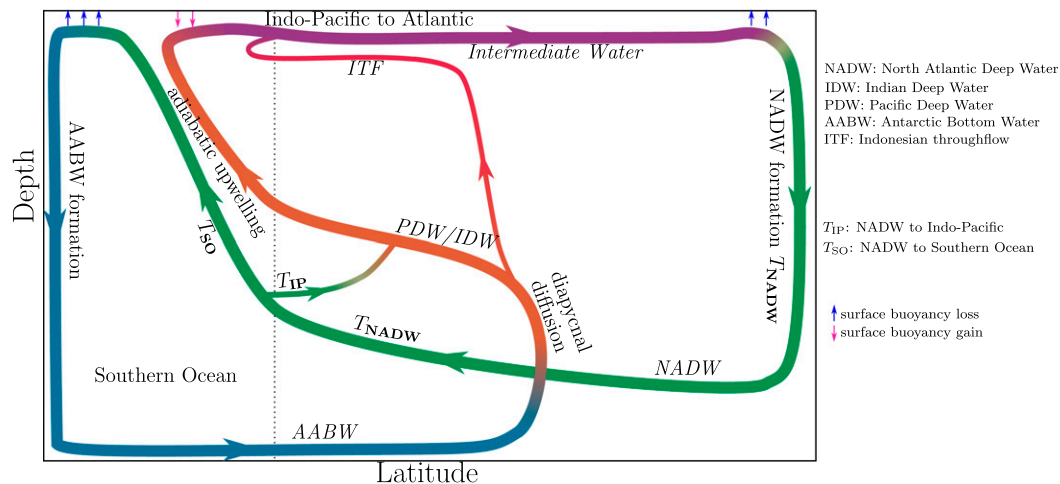 Indo-Pacific to Atlantic
Intermediate Water
ITF
AABW formation
adiabatic upwelling
NADW formation T_NADW
Depth
T_SO
PDW/IDW
T_IP
diapycnal
diffusion
T_NADW
NADW
Southern Ocean
AABW
Latitude
NADW: North Atlantic Deep Water
IDW: Indian Deep Water
PDW: Pacific Deep Water
AABW: Antarctic Bottom Water
ITF: Indonesian throughflow
T_IP: NADW to Indo-Pacific
T_SO: NADW to Southern Ocean
surface buoyancy loss
surface buoyancy gain